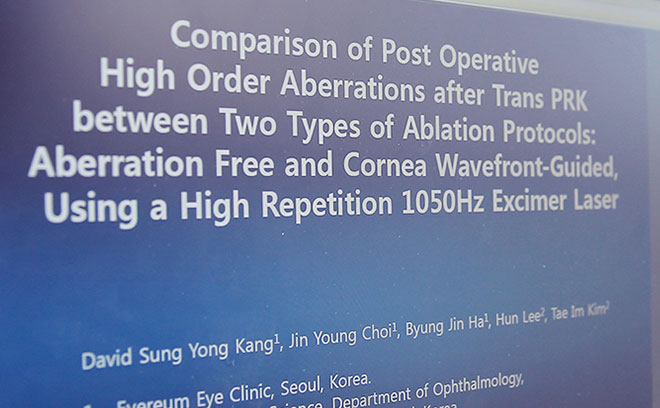 Comparison of Post Operative
High Order Aberrations after Trans PRK
between Two Types of Ablation Protocols:
Aberration Free and Cornea Wavefront-Guided,
Using a High Repetition 1050Hz Excimer Laser
David Sung Yong Kang¹, Jin Young Choi¹, Byung Jin Ha¹, Hun Lee², Tae Im Kim²
Eyereum Eye Clinic, Seoul, Korea.
Science, Department of Ophthalmology,
Korea